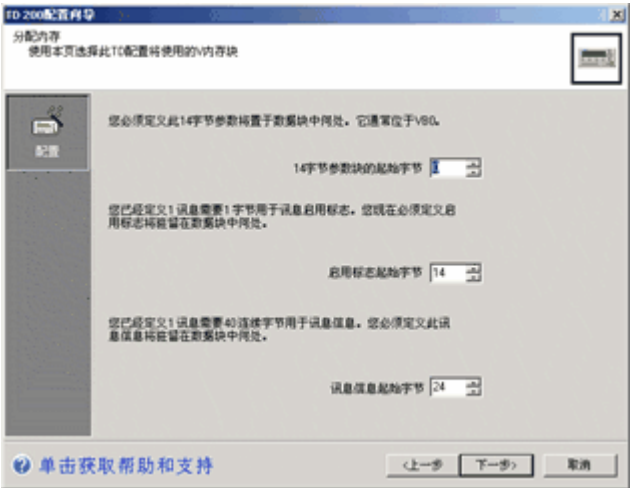 TD 200配置向导
分配内存
使用本页选择此TD配置将使用的V内存块
配置
您必须定义此14字节参数将置于数据块中何处。它通常位于VB0。
14字节参数块的起始字节 0
您已经定义1讯息需要1字节用于讯息启用标志。您现在必须定义启
用标志将驻留在数据块中何处。
启用标志起始字节 14
您已经定义1讯息需要40连续字节用于讯息信息。您必须定义此讯
息信息将驻留在数据块中何处。
讯息信息起始字节 24
单击获取帮助和支持
<上一步 下一步> 取消